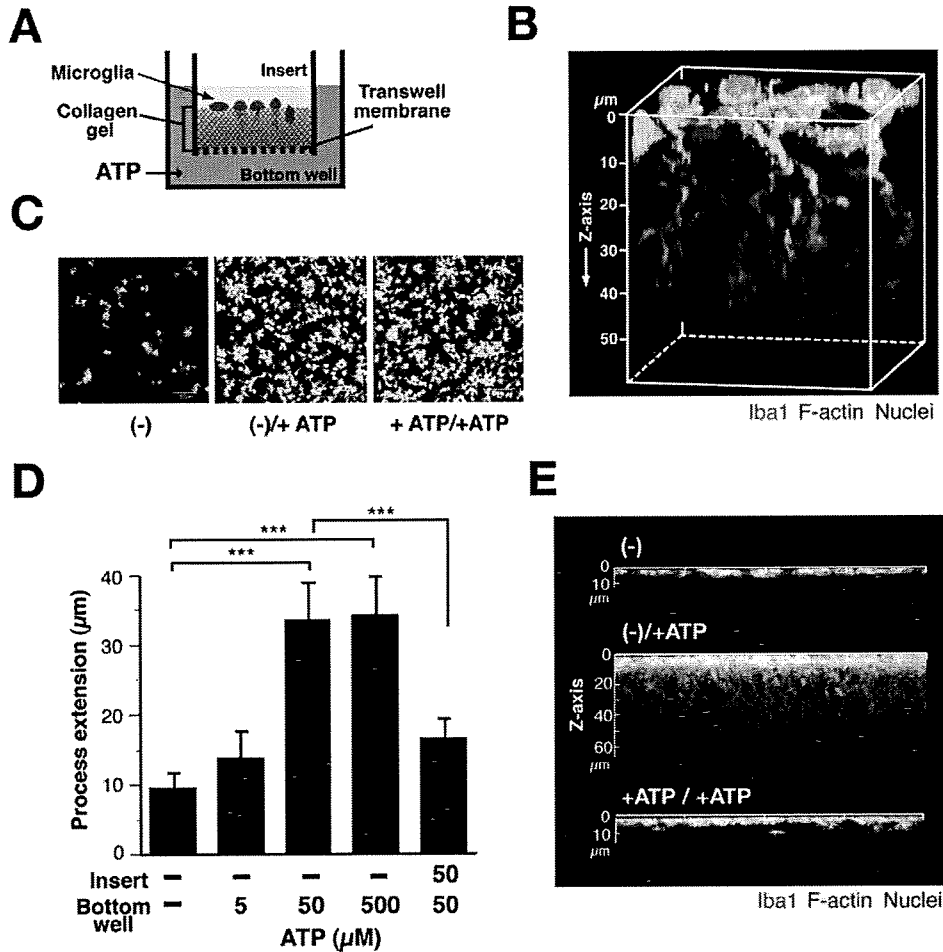 A
Microglia
Insert
Collagen
gel
Transwell
membrane
ATP
Bottom well
B
µm
0
10
20
30
40
50
Z-axis
Iba1 F-actin Nuclei
C
(-)
(-)/+ ATP
+ ATP/+ATP
D
***
***
***
Process extension (µm)
40
30
20
10
0
Insert
– – – – 50
Bottom
well
– 5 50 500 50
ATP (µM)
E
(-)
0
10
µm
(-)/+ATP
0
20
40
60
µm
Z-axis
+ATP / +ATP
0
10
µm
Iba1 F-actin Nuclei